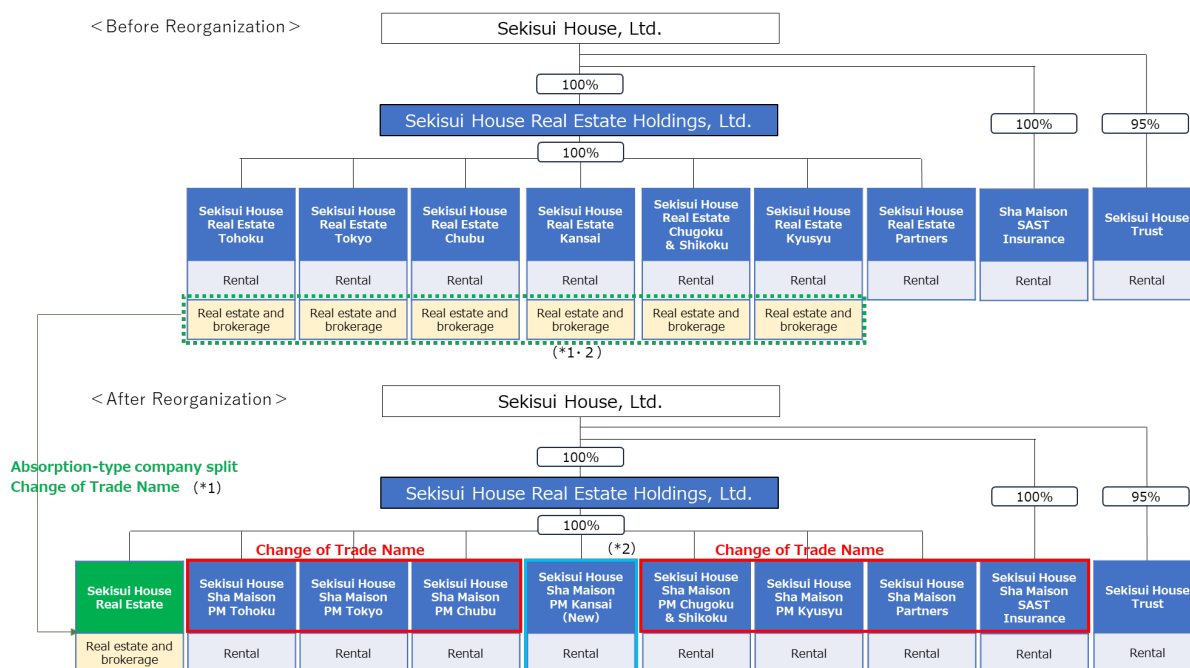 ＜Before Reorganization＞
Sekisui House, Ltd.
100%
Sekisui House Real Estate Holdings, Ltd.
100%
95%
100%
Sekisui House
Real Estate
Tohoku
Sekisui House
Real Estate
Tokyo
Sekisui House
Real Estate
Chubu
Sekisui House
Real Estate
Kansai
Sekisui House
Real Estate
Chugoku
& Shikoku
Sekisui House
Real Estate
Kyusyu
Sekisui House
Real Estate
Partners
Sha Maison
SAST
Insurance
Sekisui House
Trust
Rental
Rental
Rental
Rental
Rental
Rental
Rental
Rental
Rental
Real estate and
brokerage
Real estate and
brokerage
Real estate and
brokerage
Real estate and
brokerage
Real estate and
brokerage
Real estate and
brokerage
(*1・2)
＜After Reorganization＞
Sekisui House, Ltd.
100%
Absorption-type company split
Change of Trade Name (*1)
Sekisui House Real Estate Holdings, Ltd.
100%
95%
100%
Change of Trade Name
(*2)
Change of Trade Name
Sekisui House
Real Estate
Sekisui House
Sha Maison
PM Tohoku
Sekisui House
Sha Maison
PM Tokyo
Sekisui House
Sha Maison
PM Chubu
Sekisui House
Sha Maison
PM Kansai
(New)
Sekisui House
Sha Maison
PM Chugoku
& Shikoku
Sekisui House
Sha Maison
PM Kyusyu
Sekisui House
Sha Maison
Partners
Sekisui House
Sha Maison
SAST
Insurance
Sekisui House
Trust
Real estate and
brokerage
Rental
Rental
Rental
Rental
Rental
Rental
Rental
Rental
Rental